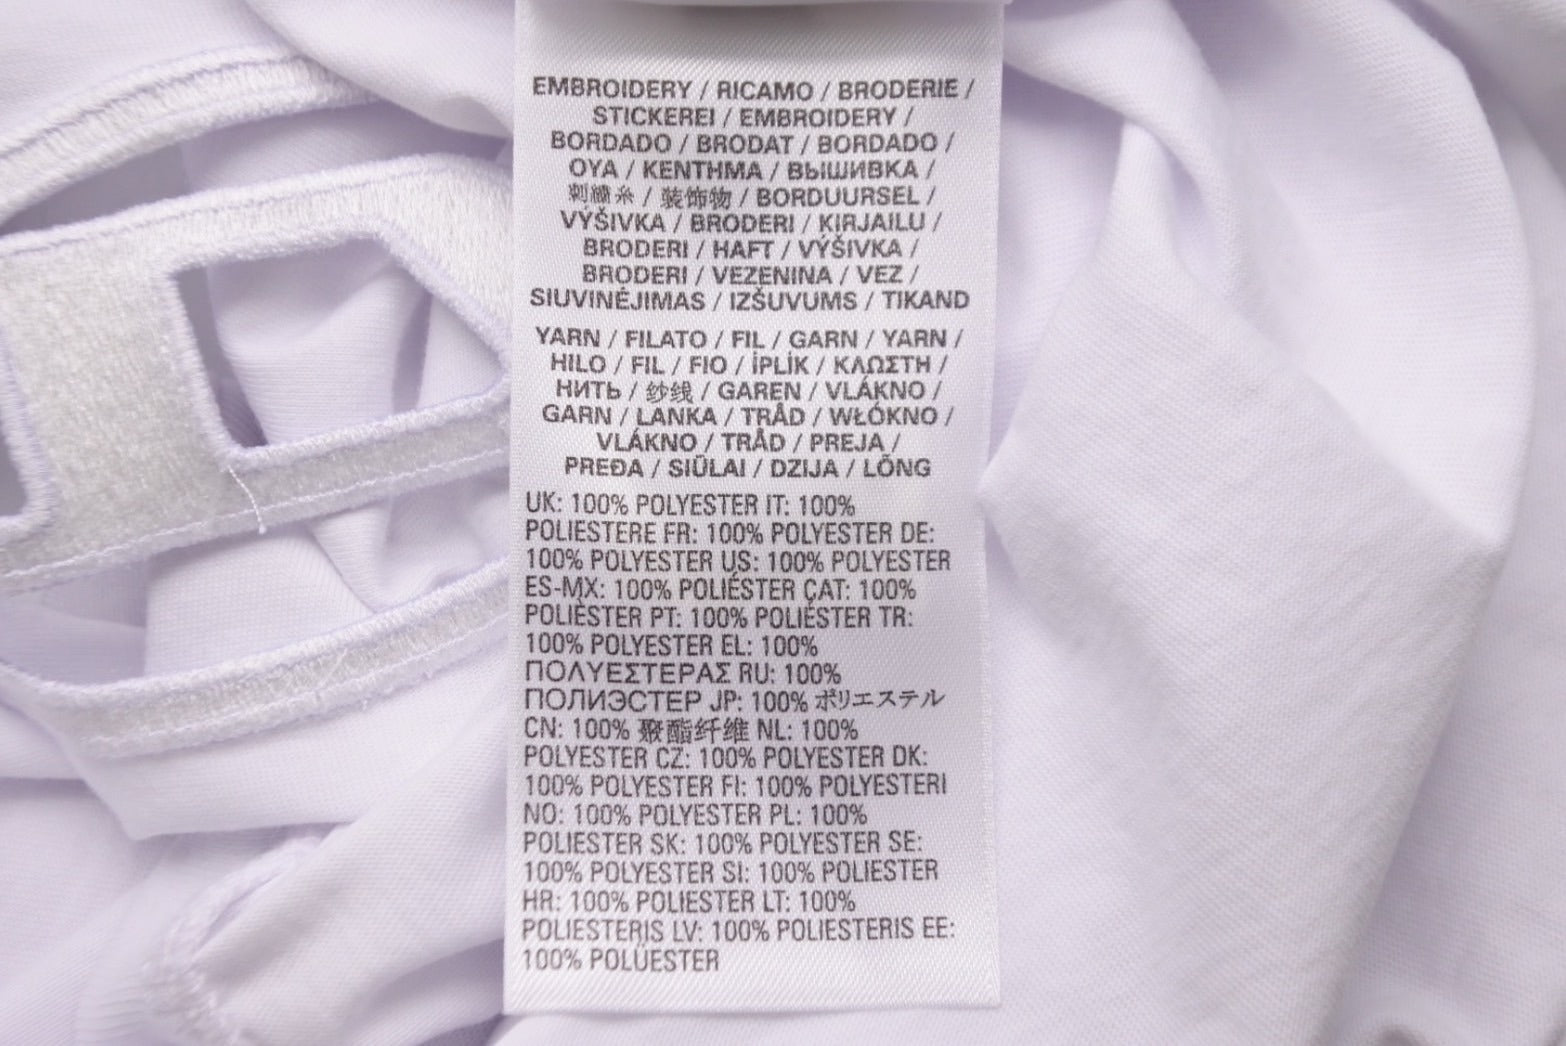 EMBROIDERY / RICAMO / BRODERIE /
STICKEREI / EMBROIDERY /
BORDADO / BRODAT / BORDADO /
OYA / ΚΕΝΤΗΜΑ / ВЫШИВКА /
刺繍糸 / 装饰物 / BORDUURSEL /
VÝŠIVKA / BRODERI / KIRJAILU /
BRODERI / HAFT / VÝŠIVKA /
BRODERI / VEZENINA / VEZ /
SIUVINĖJIMAS / IZŠUVUMS / TIKAND
YARN / FILATO / FIL / GARN / YARN /
HILO / FIL / FIO / İPLİK / ΚΛΩΣΤΗ /
НИТЬ / 纱线 / GAREN / VLÁKNO /
GARN / LANKA / TRÅD / WŁÓKNO /
VLÁKNO / TRÅD / PREJA /
PREĐA / SIŪLAI / DZIJA / LÕNG
UK: 100% POLYESTER IT: 100%
POLIESTERE FR: 100% POLYESTER DE:
100% POLYESTER US: 100% POLYESTER
ES-MX: 100% POLIÉSTER CAT: 100%
POLIÈSTER PT: 100% POLIÉSTER TR:
100% POLYESTER EL: 100%
ΠΟΛΥΕΣΤΕΡΑΣ RU: 100%
ПОЛИЭСТЕР JP: 100% ポリエステル
CN: 100% 聚酯纤维 NL: 100%
POLYESTER CZ: 100% POLYESTER DK:
100% POLYESTER FI: 100% POLYESTERI
NO: 100% POLYESTER PL: 100%
POLIESTER SK: 100% POLYESTER SE:
100% POLYESTER SI: 100% POLIESTER
HR: 100% POLIESTER LT: 100%
POLIESTERIS LV: 100% POLIESTERIS EE:
100% POLÜESTER